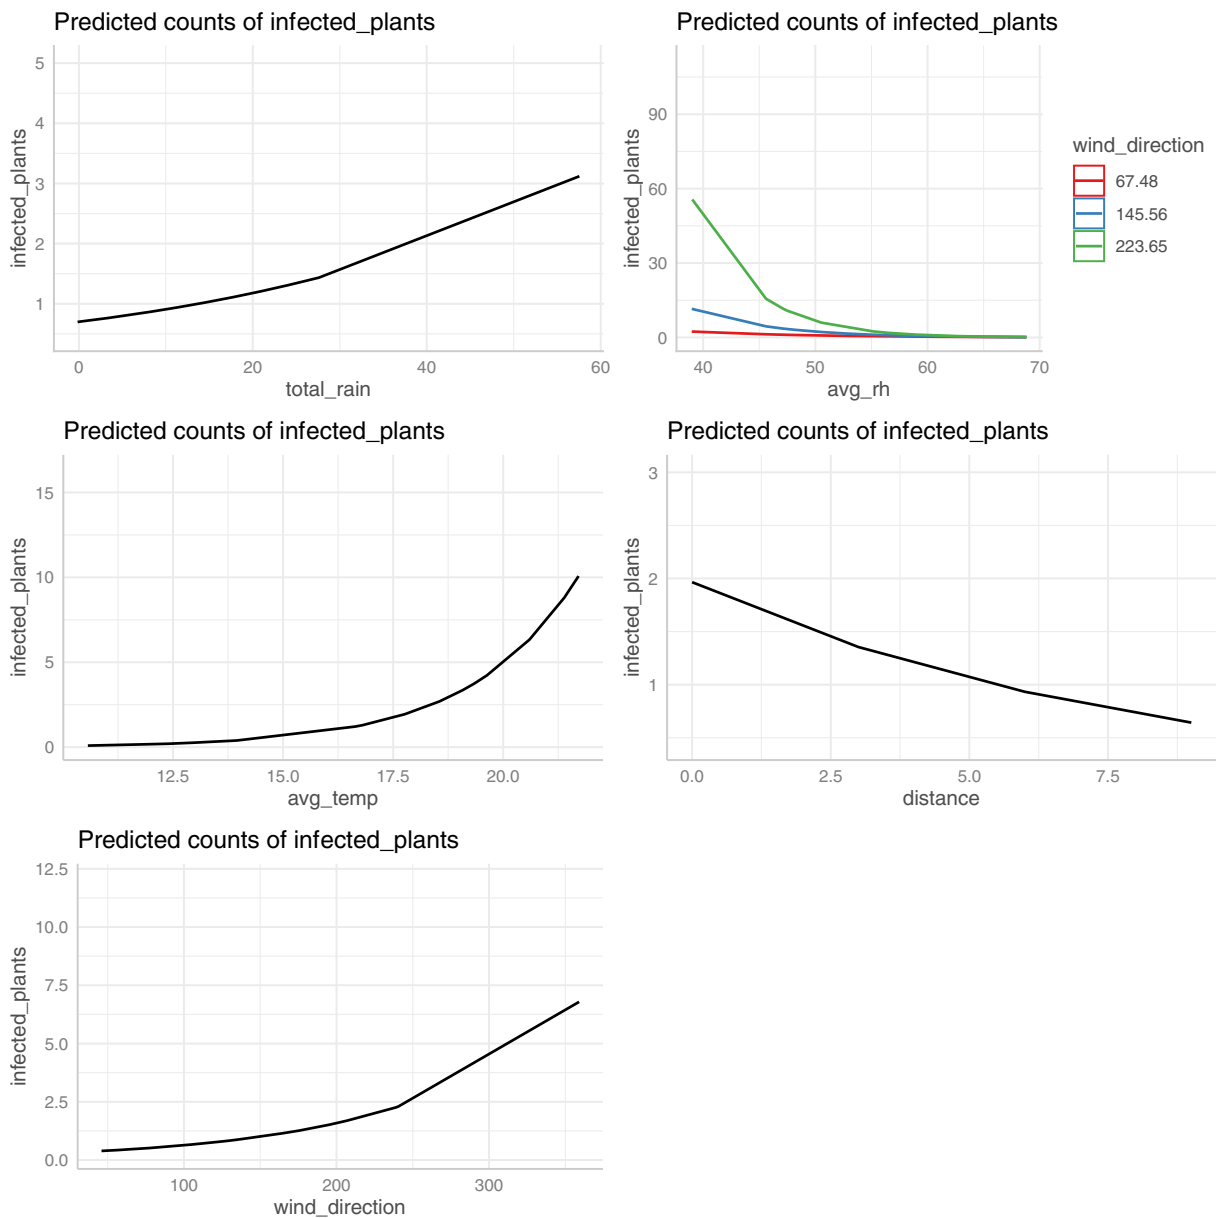 Predicted counts of infected_plants
5
4
3
2
1
infected_plants
0
20
40
60
total_rain
Predicted counts of infected_plants
90
60
30
0
infected_plants
40
50
60
70
avg_rh
wind_direction
67.48
145.56
223.65
Predicted counts of infected_plants
15
10
5
0
infected_plants
12.5
15.0
17.5
20.0
avg_temp
Predicted counts of infected_plants
3
2
1
infected_plants
0.0
2.5
5.0
7.5
distance
Predicted counts of infected_plants
12.5
10.0
7.5
5.0
2.5
0.0
infected_plants
100
200
300
wind_direction